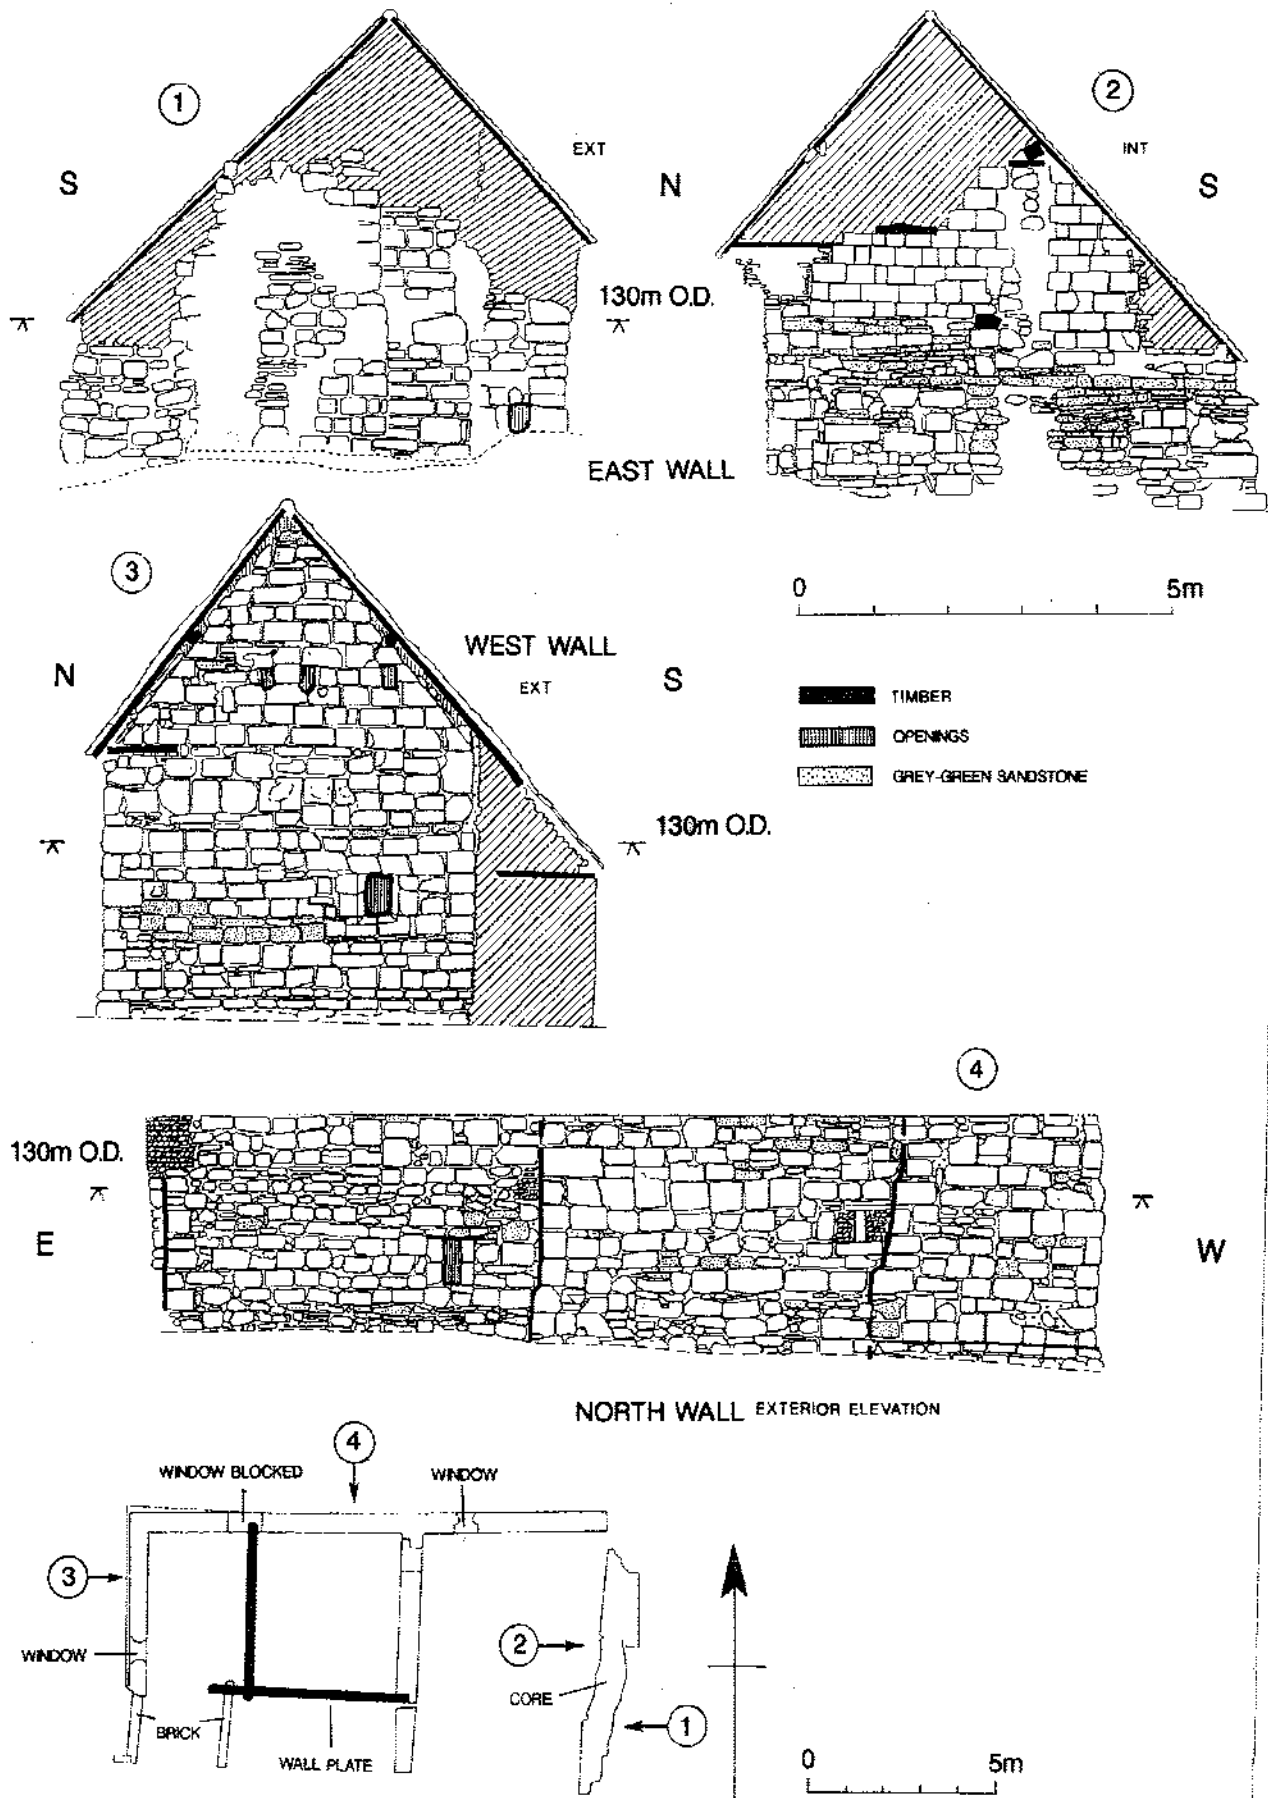 1
2
EXT
INT
S
N
S
130m O.D.
EAST WALL
3
0 5m
WEST WALL
N
EXT
S
TIMBER
OPENINGS
GREY-GREEN SANDSTONE
130m O.D.
4
130m O.D.
E
W
NORTH WALL EXTERIOR ELEVATION
4
WINDOW BLOCKED
WINDOW
3
2
WINDOW
CORE
1
BRICK
WALL PLATE
0 5m